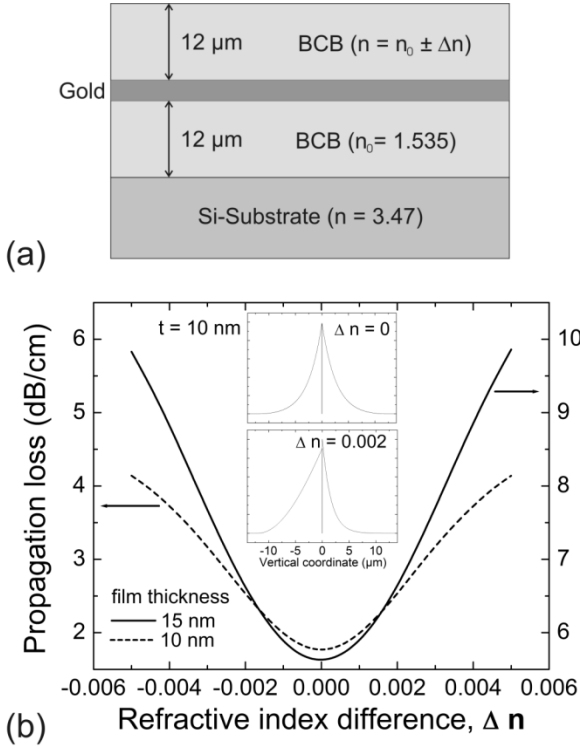 12 μm
BCB (n = n₀ ± Δn)
Gold
12 μm
BCB (n₀= 1.535)
Si-Substrate (n = 3.47)
(a)
Propagation loss (dB/cm)
6
5
4
3
2
10
9
8
7
6
t = 10 nm
Δ n = 0
Δ n = 0.002
-10 -5 0 5 10
Vertical coordinate (μm)
film thickness
15 nm
10 nm
-0.006 -0.004 -0.002 0.000 0.002 0.004 0.006
Refractive index difference, Δ n
(b)